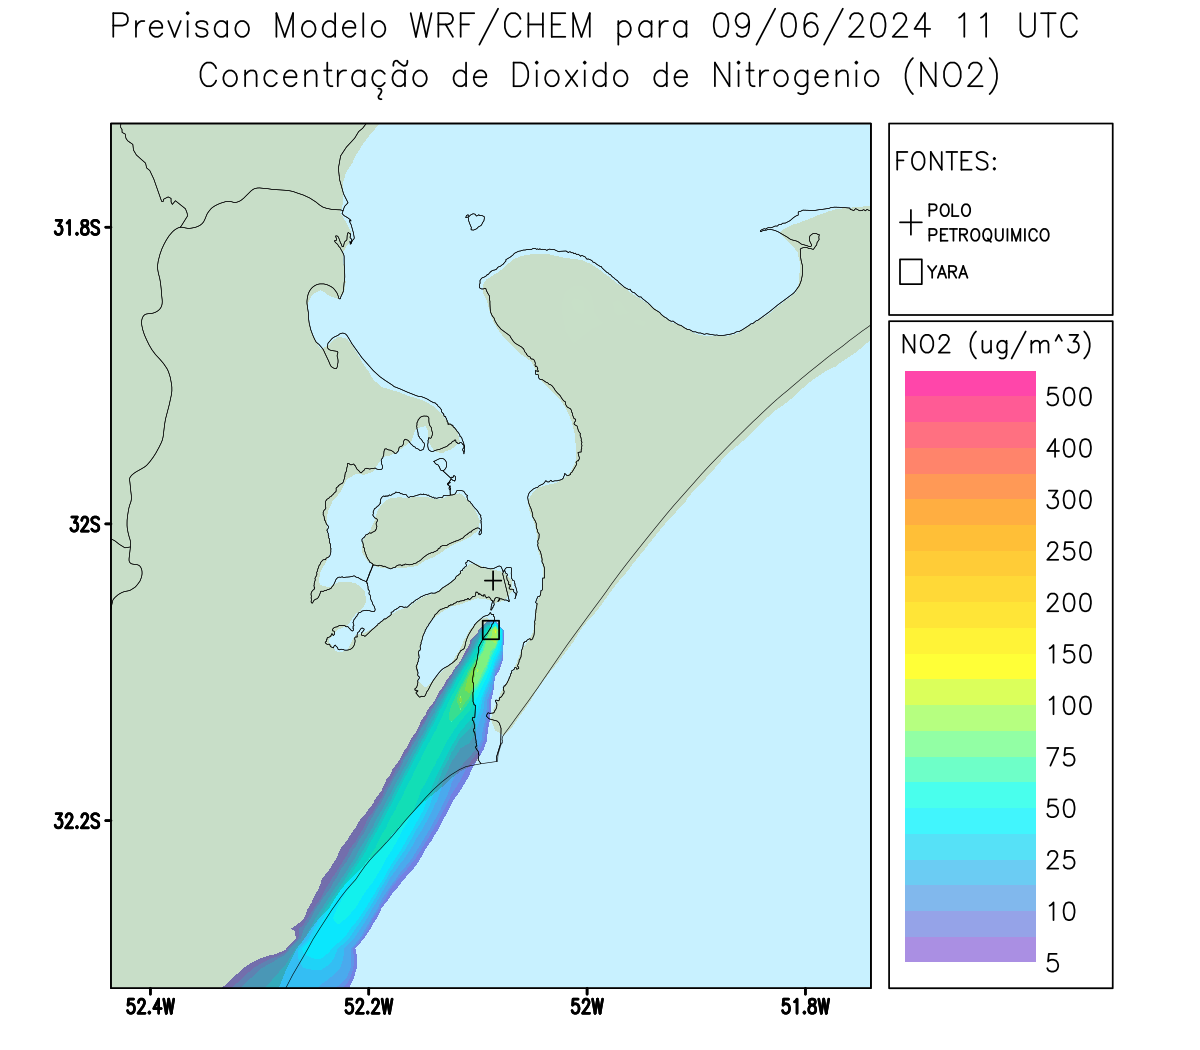 Previsao Modelo WRF/CHEM para 09/06/2024 11 UTC
Concentração de Dioxido de Nitrogenio (NO2)
FONTES:
POLO
PETROQUIMICO
YARA
NO2 (ug/m^3)
500
400
300
250
200
150
100
75
50
25
10
5
31.8S
32S
32.2S
52.4W
52.2W
52W
51.8W